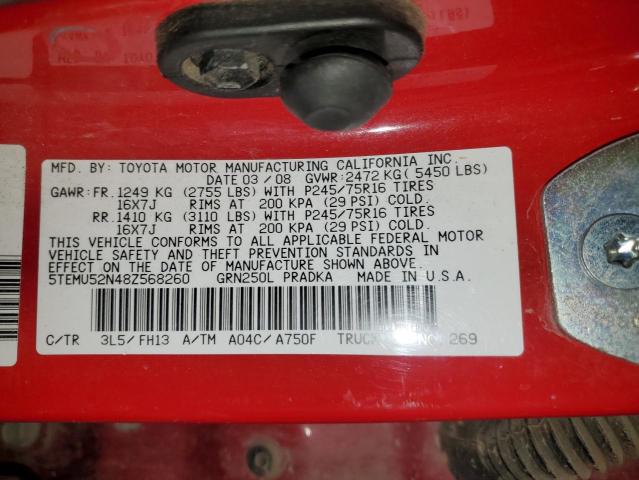 MFD. BY: TOYOTA MOTOR MANUFACTURING CALIFORNIA INC.
DATE 03/08 GVWR:2472 KG( 5450 LBS)
GAWR:FR.1249 KG (2755 LBS) WITH P245/75R16 TIRES
16X7J RIMS AT 200 KPA (29 PSI) COLD.
RR.1410 KG (3110 LBS) WITH P245/75R16 TIRES
16X7J RIMS AT 200 KPA (29 PSI) COLD.
THIS VEHICLE CONFORMS TO ALL APPLICABLE FEDERAL MOTOR
VEHICLE SAFETY AND THEFT PREVENTION STANDARDS IN
EFFECT ON THE DATE OF MANUFACTURE SHOWN ABOVE.
5TEMU52N48Z568260 GRN250L PRADKA MADE IN U.S.A.
C/TR 3L5/FH13 A/TM A04C/A750F TRUCK 269